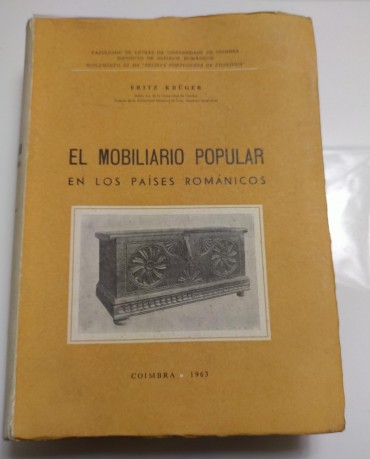 FACULDADE DE LETRAS DA UNIVERSIDADE DE COIMBRA
INSTITUTO DE ESTUDOS ROMÂNICOS
SUPLEMENTO II DA "REVISTA PORTUGUESA DE FILOLOGIA"
FRITZ KRÜGER
EL MOBILIARIO POPULAR
EN LOS PAÍSES ROMÁNICOS
COIMBRA • 1963